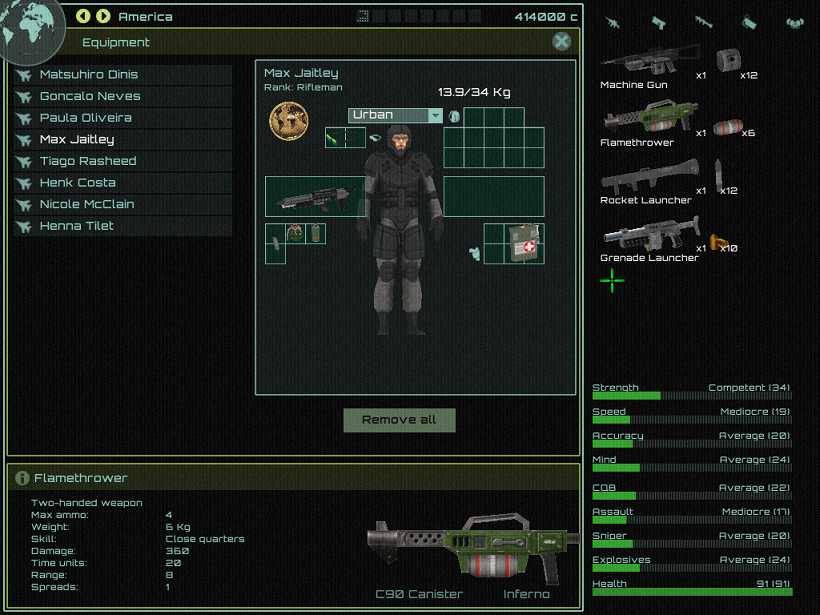 America
414000 c
Equipment
Matsuhiro Dinis
Goncalo Neves
Paula Oliveira
Max Jaitley
Tiago Rasheed
Henk Costa
Nicole McClain
Henna Tilet
Max Jaitley
Rank: Rifleman
13.9/34 Kg
Urban
Remove all
Machine Gun x1 x12
Flamethrower x1 x6
Rocket Launcher x1 x12
Grenade Launcher x1 x10
Strength Competent (34)
Speed Mediocre (19)
Accuracy Average (20)
Mind Average (24)
CQB Average (22)
Assault Mediocre (17)
Sniper Average (20)
Explosives Average (24)
Health 91 (91)
Flamethrower
Two-handed weapon
Max ammo: 4
Weight: 6 Kg
Skill: Close quarters
Damage: 360
Time units: 20
Range: 8
Spreads: 1
C90 Canister Inferno